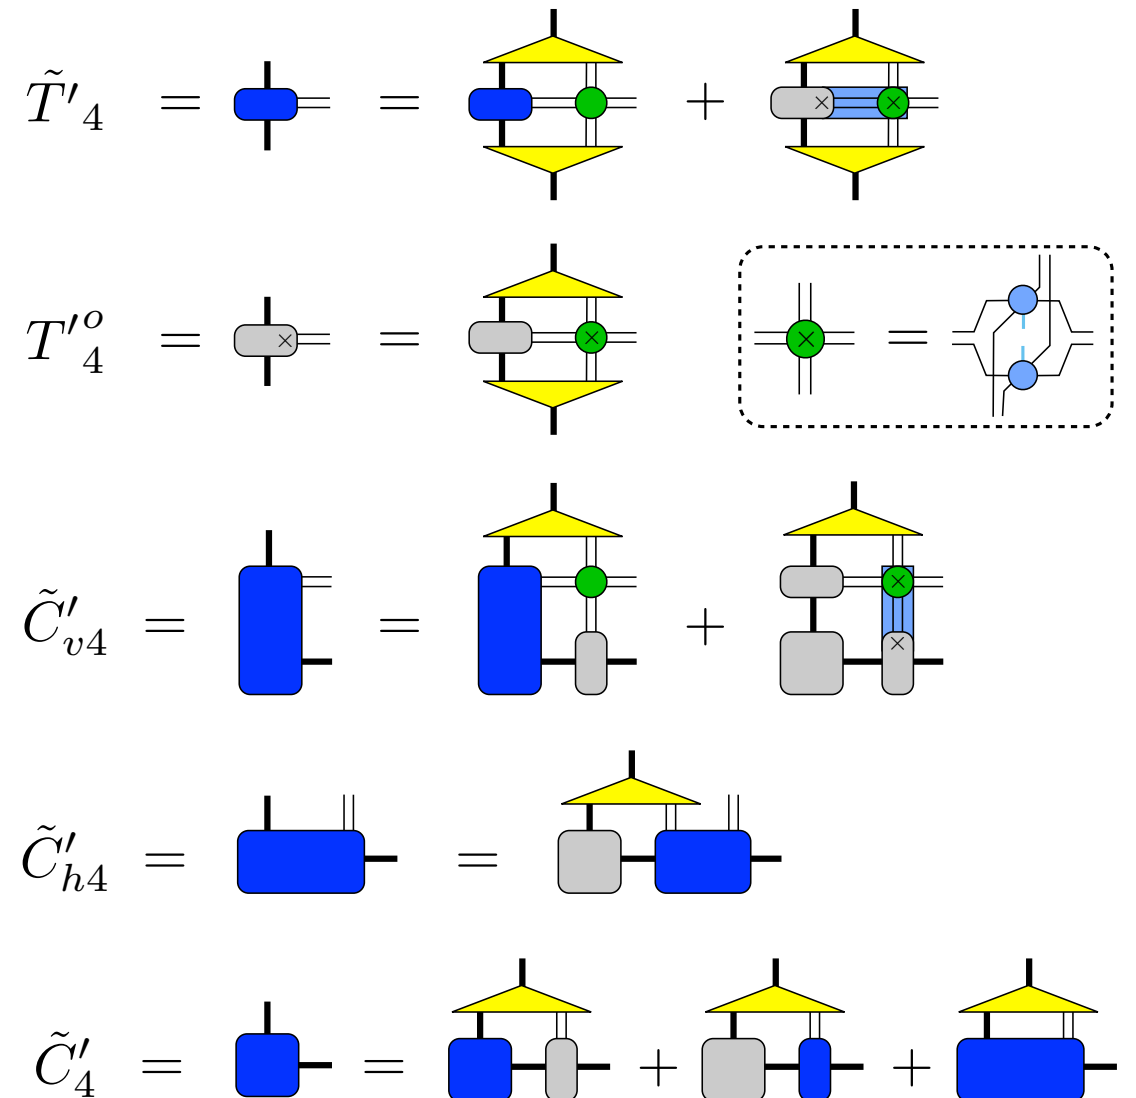 T̃'₄ = = +
T'ᵒ₄ = = =
C̃'ᵥ₄ = = +
C̃'ₕ₄ = =
C̃'₄ = = + +